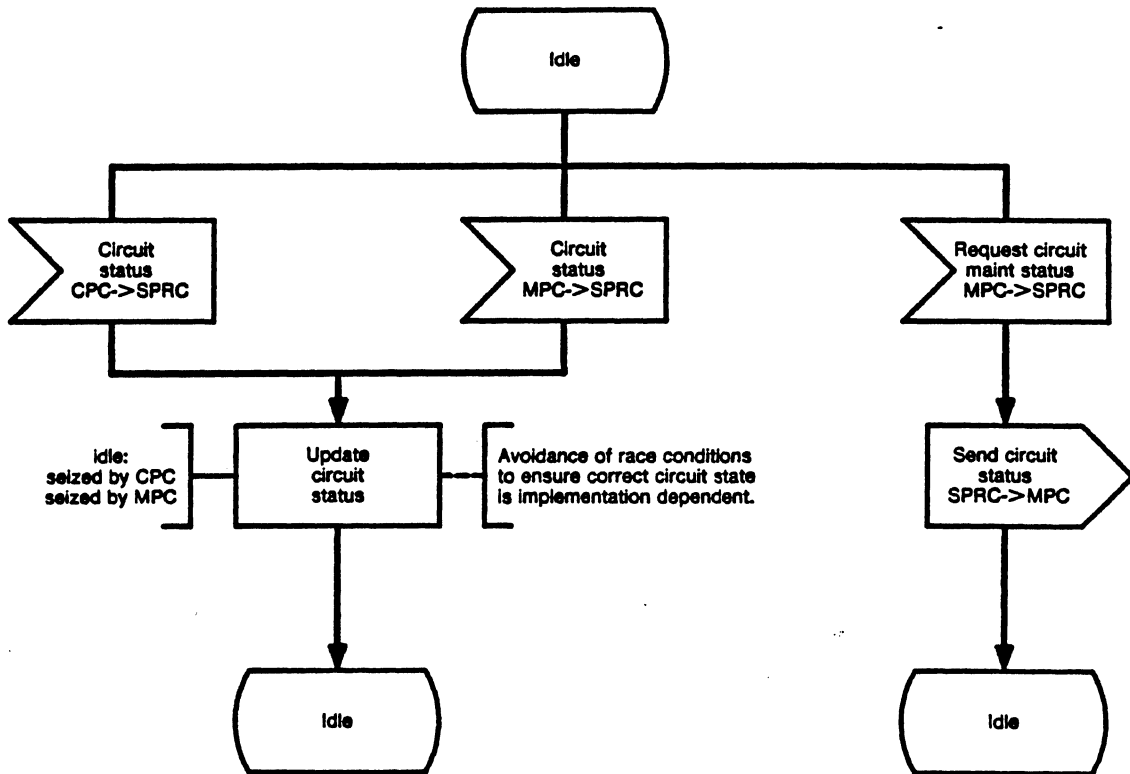 Idle
Circuit
status
CPC->SPRC
Circuit
status
MPC->SPRC
Request circuit
maint status
MPC->SPRC
idle:
seized by CPC
seized by MPC
Update
circuit
status
Avoidance of race conditions
to ensure correct circuit state
is implementation dependent.
Send circuit
status
SPRC->MPC
Idle
Idle